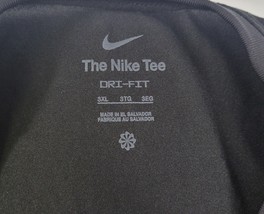 The Nike Tee
DRI-FIT
3XL 3TG 3EG
MADE IN EL SALVADOR
FABRIQUÉ AU SALVADOR